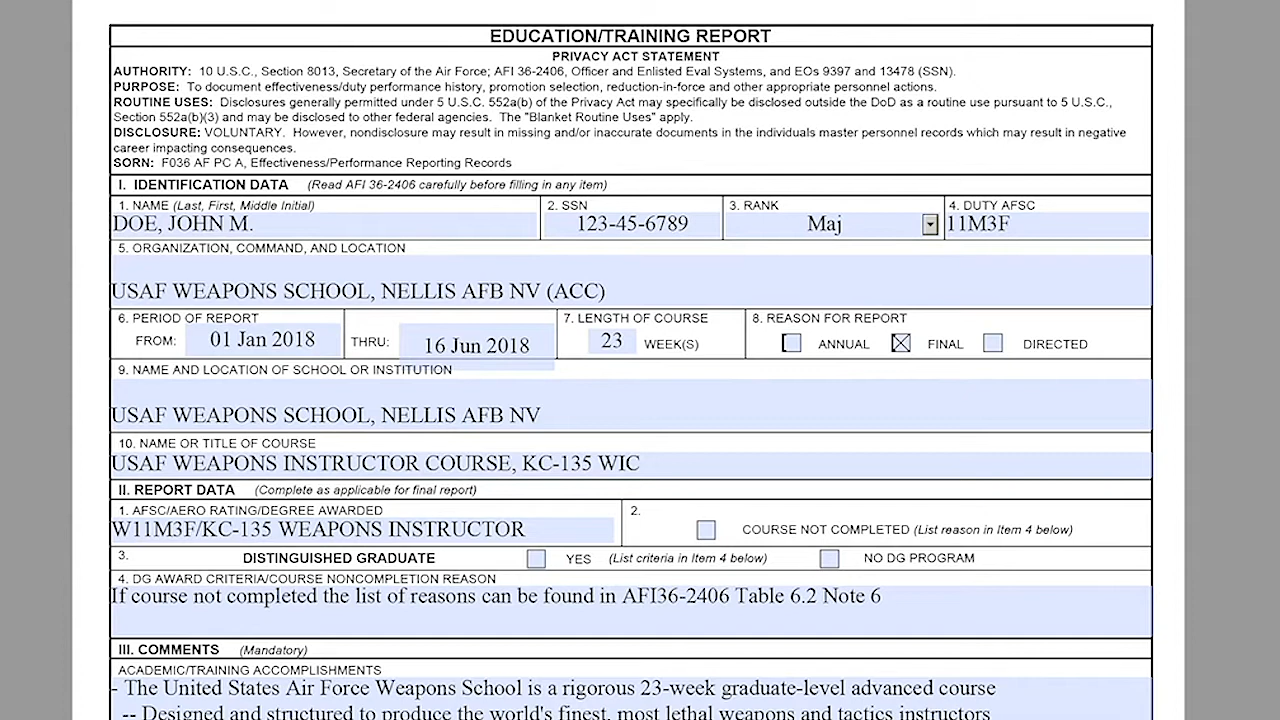 EDUCATION/TRAINING REPORT
PRIVACY ACT STATEMENT
AUTHORITY: 10 U.S.C., Section 8013, Secretary of the Air Force; AFI 36-2406, Officer and Enlisted Eval Systems, and EOs 9397 and 13478 (SSN).
PURPOSE: To document effectiveness/duty performance history, promotion selection, reduction-in-force and other appropriate personnel actions.
ROUTINE USES: Disclosures generally permitted under 5 U.S.C. 552a(b) of the Privacy Act may specifically be disclosed outside the DoD as a routine use pursuant to 5 U.S.C.,
Section 552a(b)(3) and may be disclosed to other federal agencies. The "Blanket Routine Uses" apply.
DISCLOSURE: VOLUNTARY. However, nondisclosure may result in missing and/or inaccurate documents in the individuals master personnel records which may result in negative
career impacting consequences.
SORN: F036 AF PC A, Effectiveness/Performance Reporting Records
I. IDENTIFICATION DATA (Read AFI 36-2406 carefully before filling in any item)
1. NAME (Last, First, Middle Initial) 2. SSN 3. RANK 4. DUTY AFSC
DOE, JOHN M. 123-45-6789 Maj 11M3F
5. ORGANIZATION, COMMAND, AND LOCATION
USAF WEAPONS SCHOOL, NELLIS AFB NV (ACC)
6. PERIOD OF REPORT 7. LENGTH OF COURSE 8. REASON FOR REPORT
FROM: 01 Jan 2018 THRU: 16 Jun 2018 23 WEEK(S) ANNUAL FINAL DIRECTED
9. NAME AND LOCATION OF SCHOOL OR INSTITUTION
USAF WEAPONS SCHOOL, NELLIS AFB NV
10. NAME OR TITLE OF COURSE
USAF WEAPONS INSTRUCTOR COURSE, KC-135 WIC
II. REPORT DATA (Complete as applicable for final report)
1. AFSC/AERO RATING/DEGREE AWARDED 2.
W11M3F/KC-135 WEAPONS INSTRUCTOR COURSE NOT COMPLETED (List reason in Item 4 below)
3. DISTINGUISHED GRADUATE YES (List criteria in Item 4 below) NO DG PROGRAM
4. DG AWARD CRITERIA/COURSE NONCOMPLETION REASON
If course not completed the list of reasons can be found in AFI36-2406 Table 6.2 Note 6
III. COMMENTS (Mandatory)
ACADEMIC/TRAINING ACCOMPLISHMENTS
- The United States Air Force Weapons School is a rigorous 23-week graduate-level advanced course
-- Designed and structured to produce the world's finest, most lethal weapons and tactics instructors